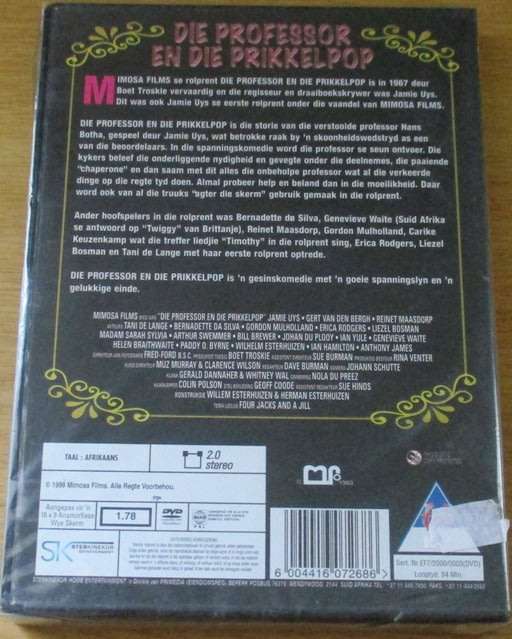 DIE PROFESSOR
EN DIE PRIKKELPOP
MIMOSA FILMS se rolprent DIE PROFESSOR EN DIE PRIKKELPOP is in 1967 deur
Boet Troskie vervaardig en die regisseur en draaiboekskrywer was Jamie Uys.
Dit was ook Jamie Uys se eerste rolprent onder die vaandel van MIMOSA FILMS.
DIE PROFESSOR EN DIE PRIKKELPOP is die storie van die verstooide professor Hans
Botha, gespeel deur Jamie Uys, wat betrokke raak by 'n skoonheidswedstryd as een
van die beoordelaars. In die spanningskomedie word die professor se seun ontvoer. Die
kykers beleef die onderliggende nydigheid en gevegte onder die deelnemes, die paaiende
"chaperone" en dan saam met dit alles die onbeholpe professor wat al die verkeerde
dinge op die regte tyd doen. Almal probeer help en beland dan in die moeilikheid. Daar
word ook van al die truuks "agter die skerm" gebruik gemaak in die rolprent.
Ander hoofspelers in die rolprent was Bernadette da Silva, Genevieve Waite (Suid Afrika
se antwoord op "Twiggy" van Brittanje), Reinet Maasdorp, Gordon Mulholland, Carike
Keuzenkamp wat die treffer liedjie "Timothy" in die rolprent sing, Erica Rodgers, Liezel
Bosman en Tani de Lange met haar eerste rolprent optrede.
DIE PROFESSOR EN DIE PRIKKELPOP is 'n gesinskomedie met 'n goeie spanningslyn en 'n
gelukkige einde.
MIMOSA FILMS "DIE PROFESSOR EN DIE PRIKKELPOP" JAMIE UYS • GERT VAN DEN BERGH • REINET MAASDORP
TANI DE LANGE • BERNADETTE DA SILVA • GORDON MULHOLLAND • ERICA RODGERS • LIEZEL BOSMAN
MADAM SARAH SYLVIA • ARTHUR SWEMMER • BILL BREWER • JOHAN DU PLOOY • IAN YULE • GENEVIEVE WAITE
HELEN BRAITHWAITE • PADDY O. BYRNE • WILHELM ESTERHUIZEN • IAN HAMILTON • ANTHONY JAMES
FRED-FORD B.S.C. BOET TROSKIE SUE BURMAN RINA VENTER
MUZ MURRAY & CLARENCE WILSON DAVE BURMAN JOHANN SCHUTTE
GERALD DANNAHER & WHITNEY WAL NOLA DU PREEZ
COLIN POLSON GEOFF COODE SUE HINDS
KONSTRUKSIE WILLEM ESTERHUIZEN & HERMAN ESTERHUIZEN
FOUR JACKS AND A JILL
TAAL : AFRIKAANS
2.0
stereo
Mimosa Films. Alle Regte Voorbehou.
Aangepas vir 'n
16 x 9 Anamorfiese
Wye Skerm
1.78
DVD
PAL
SK STERKINEKOR
6 004416 072686